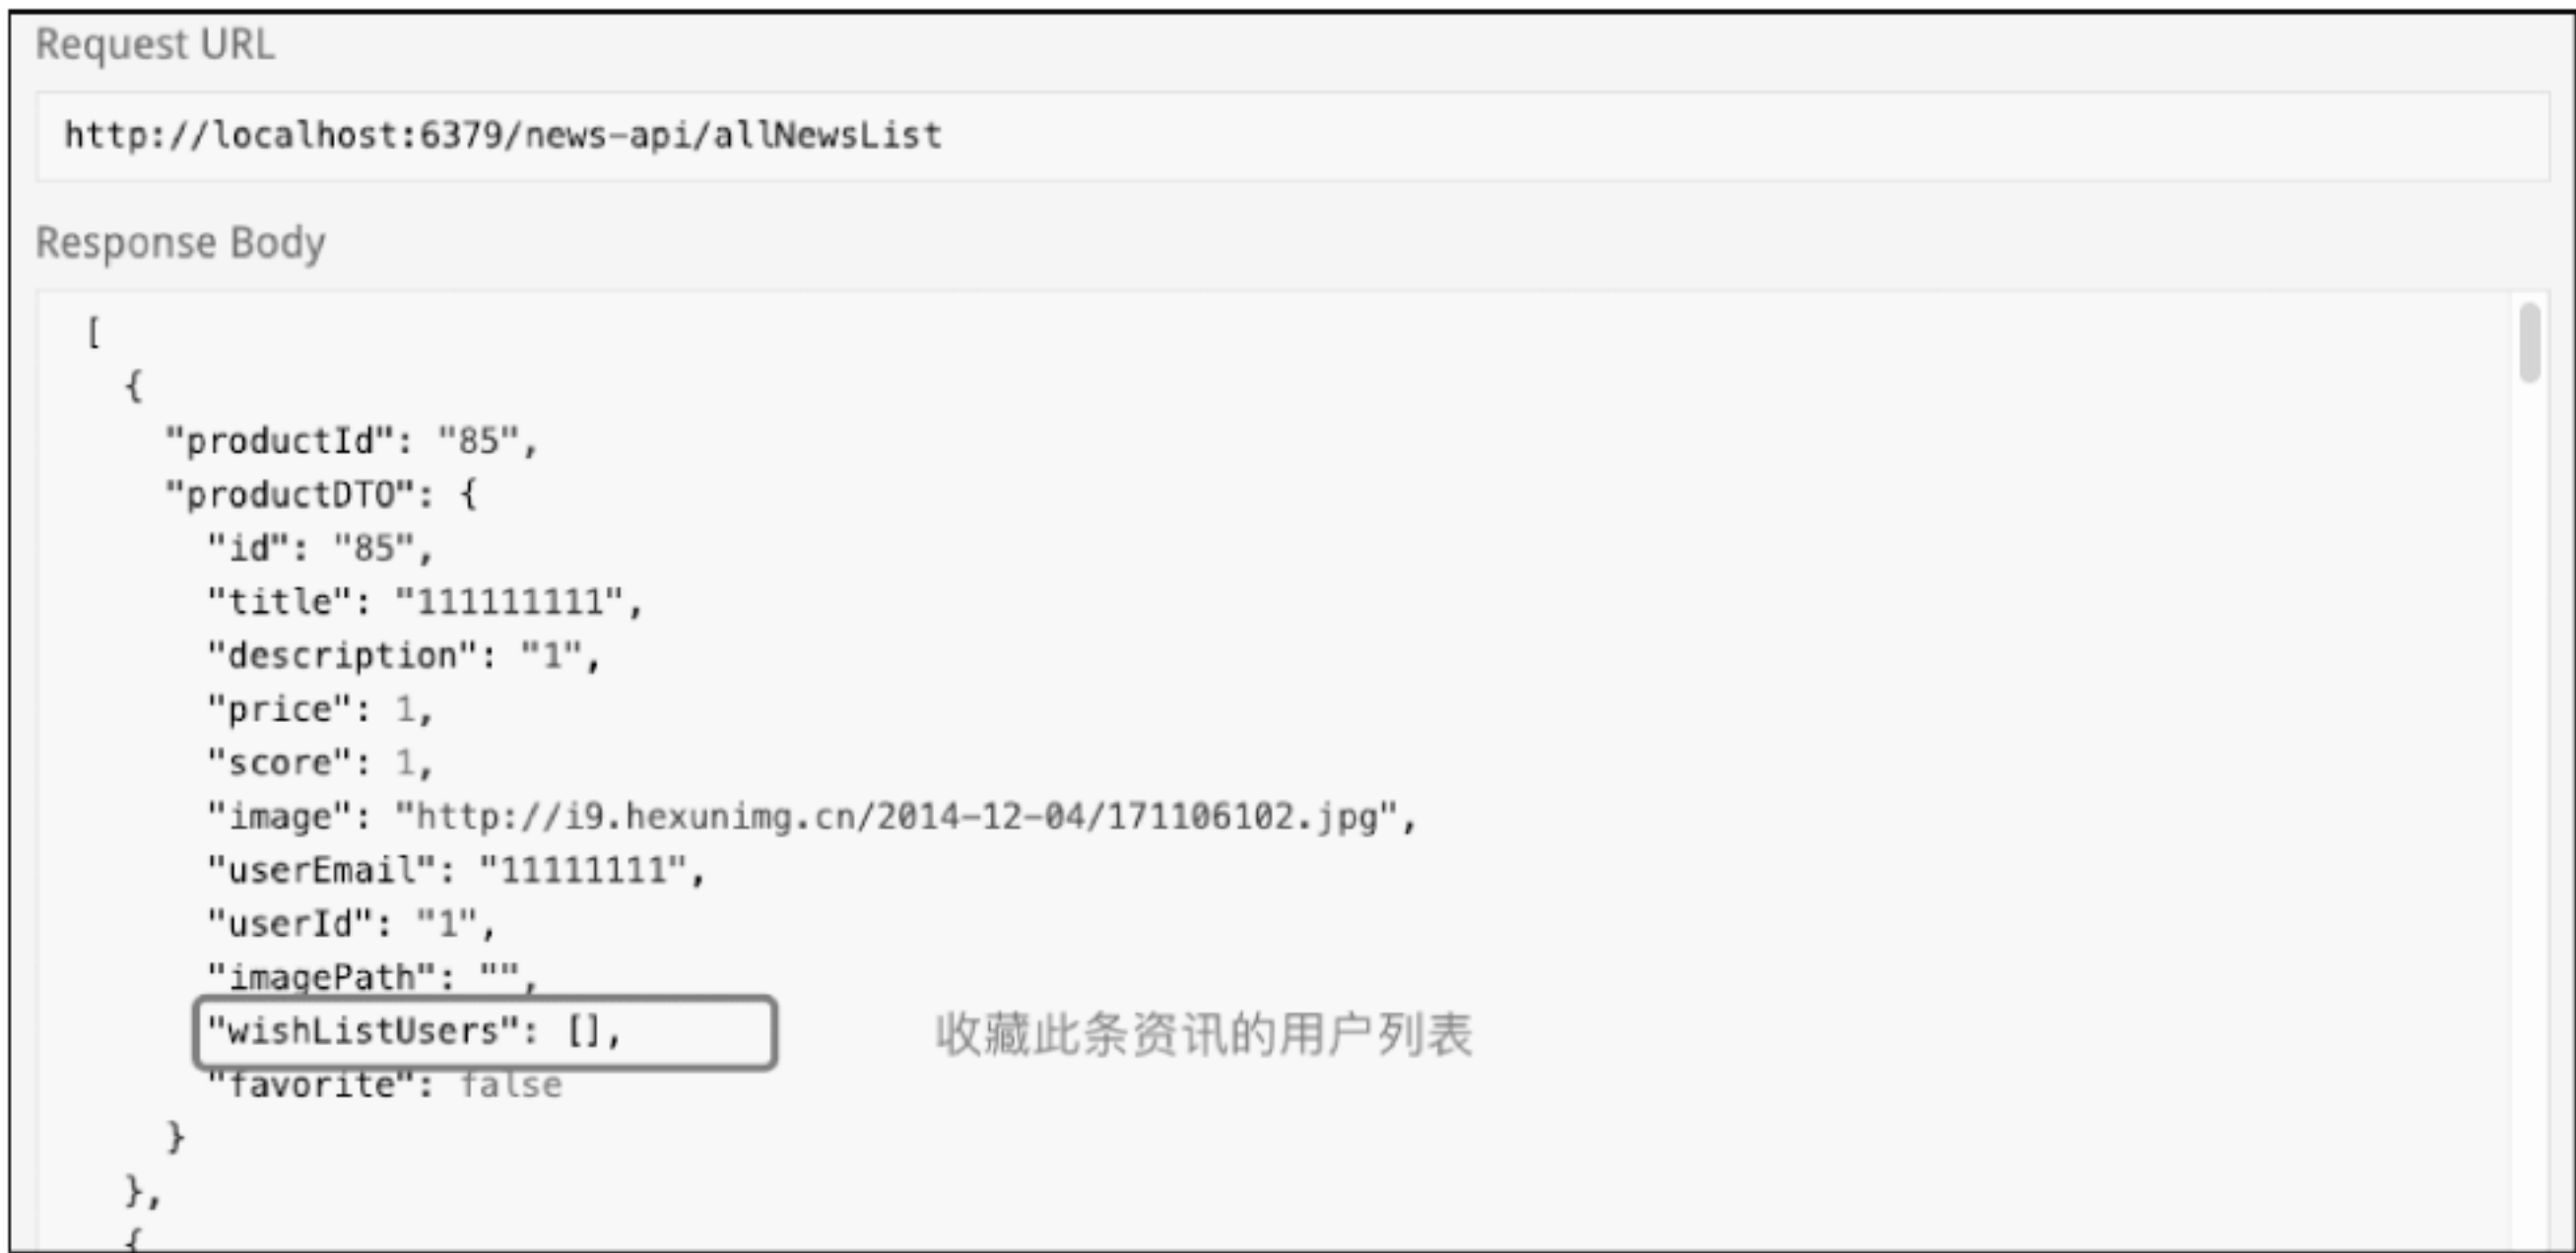 Request URL
http://localhost:6379/news-api/allNewsList
Response Body
[
{
"productId": "85",
"productDTO": {
"id": "85",
"title": "111111111",
"description": "1",
"price": 1,
"score": 1,
"image": "http://i9.hexunimg.cn/2014-12-04/171106102.jpg",
"userEmail": "11111111",
"userId": "1",
"imagePath": "",
"wishListUsers": [], 收藏此条资讯的用户列表
"favorite": false
}
},
{